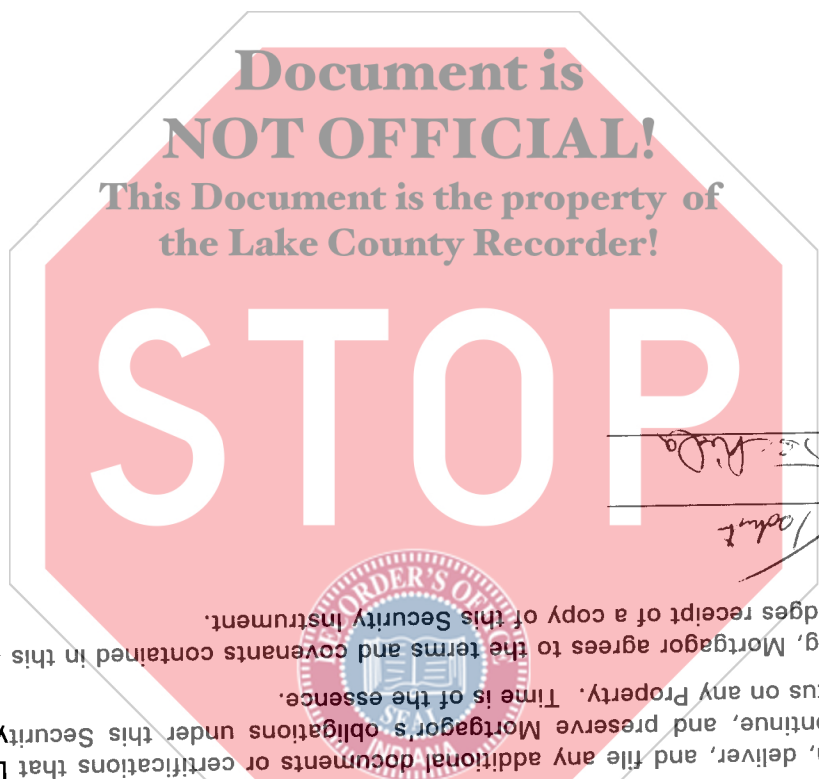 Document is
NOT OFFICIAL!
This Document is the property of
the Lake County Recorder!
STOP
RECORDER'S OFFICE
SEAL
INDIANA
, deliver, and file any additional documents or certifications that
ontinue, and preserve Mortgagor's obligations under this Security
tus on any Property. Time is of the essence.
g, Mortgagor agrees to the terms and covenants contained in this
dges receipt of a copy of this Security Instrument.